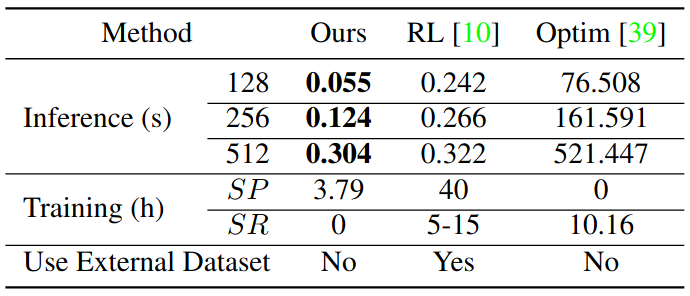 Method Ours RL [10] Optim [39]
128 0.055 0.242 76.508
Inference (s) 256 0.124 0.266 161.591
512 0.304 0.322 521.447
SP 3.79 40 0
Training (h)
SR 0 5-15 10.16
Use External Dataset No Yes No